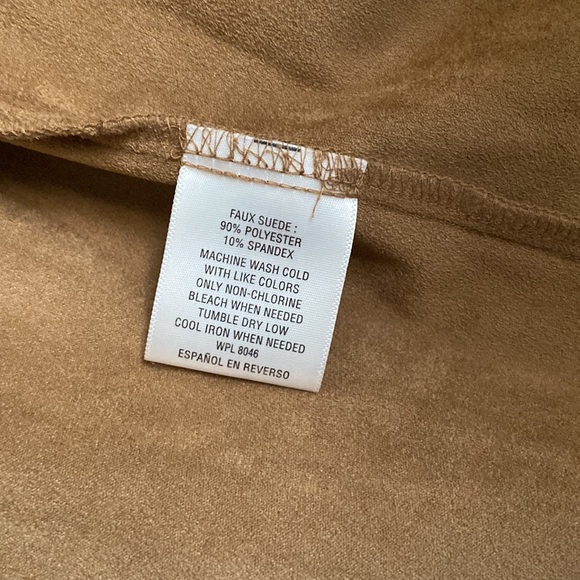 FAUX SUEDE :
90% POLYESTER
10% SPANDEX
MACHINE WASH COLD
WITH LIKE COLORS
ONLY NON-CHLORINE
BLEACH WHEN NEEDED
TUMBLE DRY LOW
COOL IRON WHEN NEEDED
WPL 8046
ESPAÑOL EN REVERSO